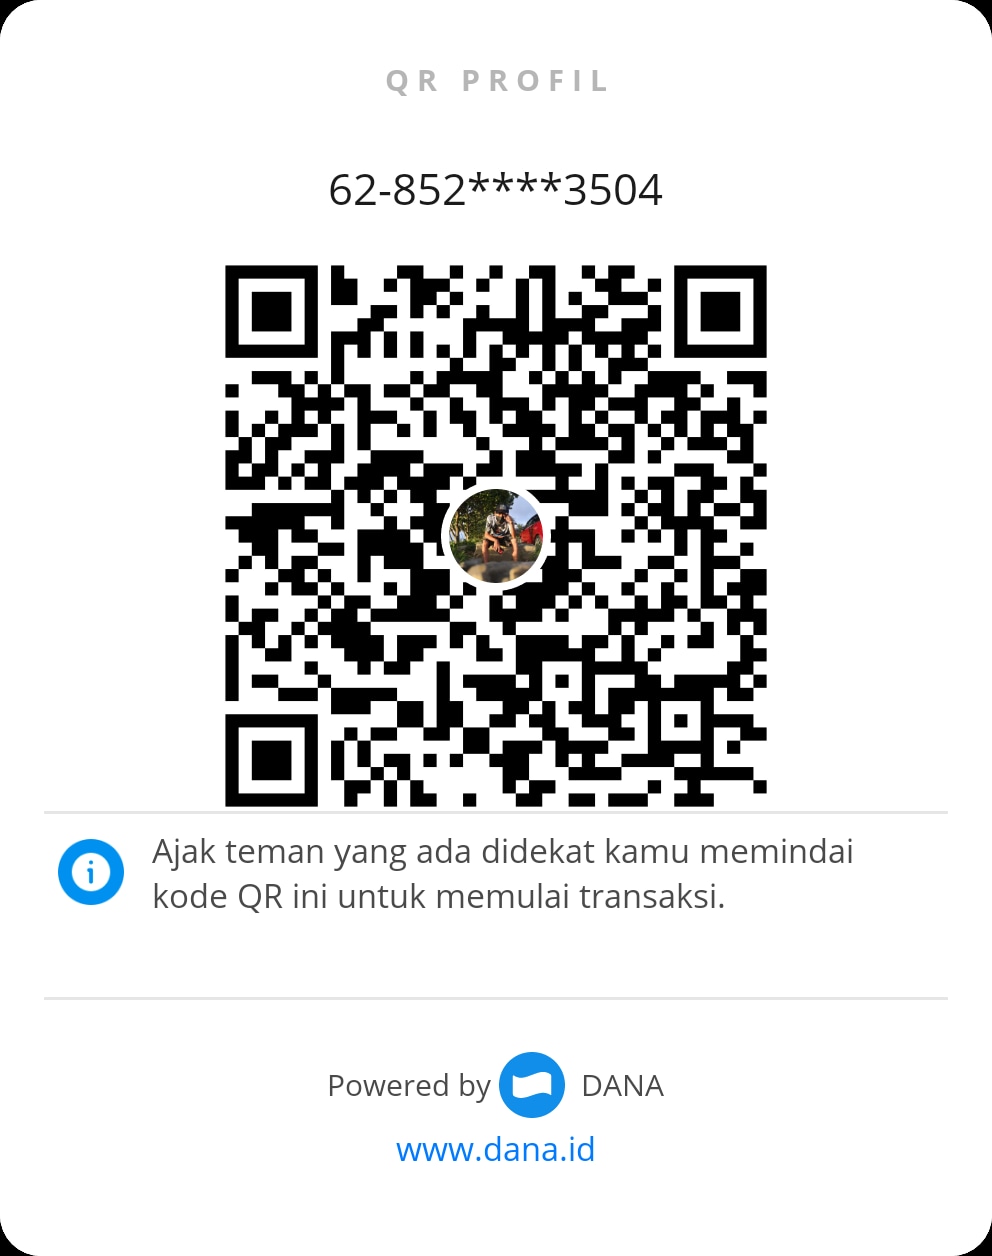 QR PROFIL
62-852****3504
Ajak teman yang ada didekat kamu memindai
kode QR ini untuk memulai transaksi.
Powered by DANA
www.dana.id